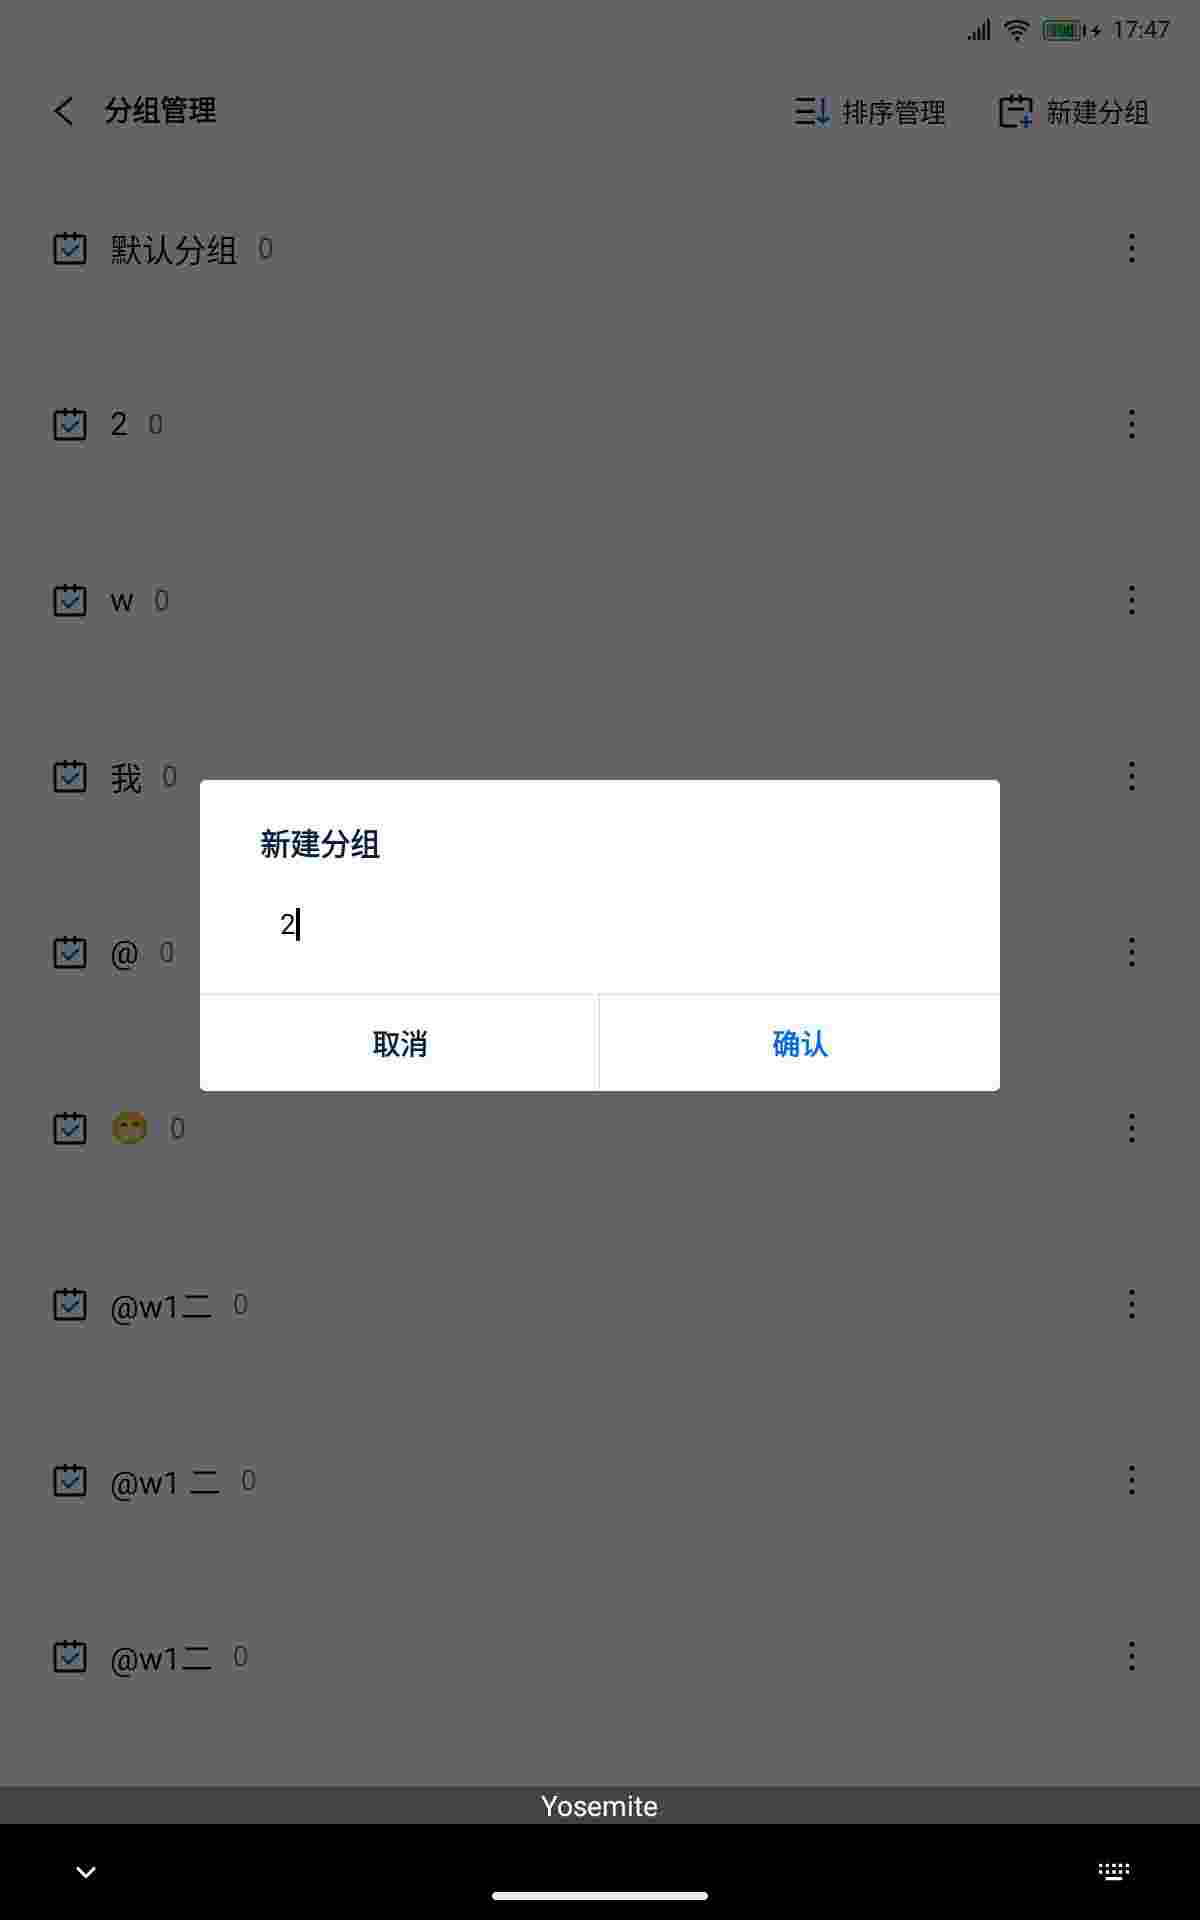 17:47
分组管理 排序管理 新建分组
默认分组 0
2 0
w 0
我 0
新建分组
2
@ 0
取消 确认
😁 0
@w1二 0
@w1 二 0
@w1二 0
Yosemite